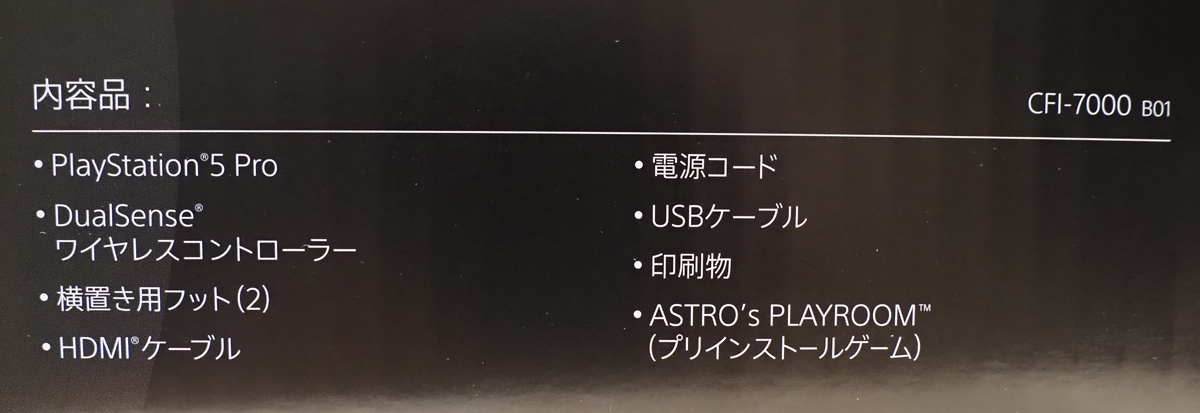 内容品：
CFI-7000 B01
• PlayStation®5 Pro
• DualSense®
ワイヤレスコントローラー
• 横置き用フット(2)
• HDMI®ケーブル
• 電源コード
• USBケーブル
• 印刷物
• ASTRO's PLAYROOM™
(プリインストールゲーム)